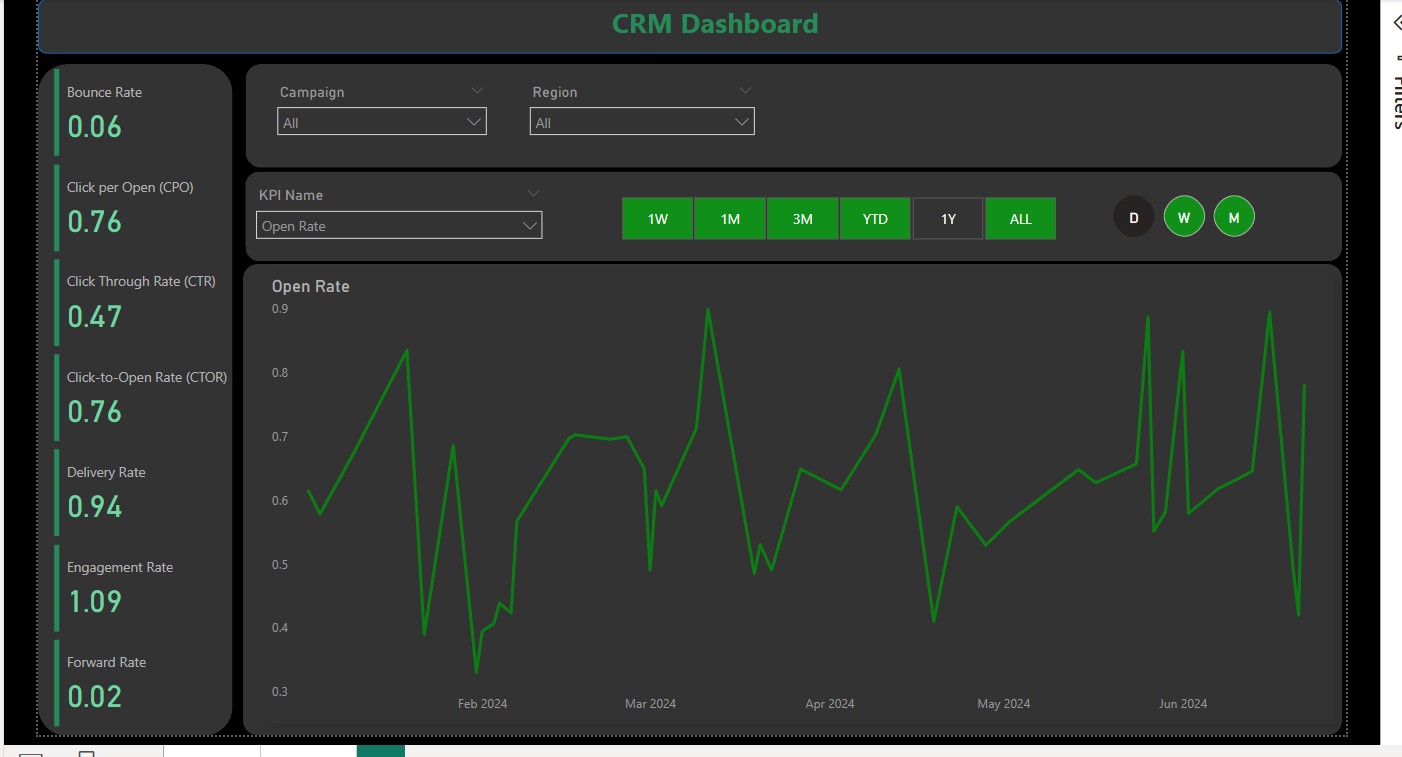 CRM Dashboard
Bounce Rate
0.06
Click per Open (CPO)
0.76
Click Through Rate (CTR)
0.47
Click-to-Open Rate (CTOR)
0.76
Delivery Rate
0.94
Engagement Rate
1.09
Forward Rate
0.02
Campaign
All
Region
All
KPI Name
Open Rate
1W 1M 3M YTD 1Y ALL
D W M
Open Rate
0.9
0.8
0.7
0.6
0.5
0.4
0.3
Feb 2024 Mar 2024 Apr 2024 May 2024 Jun 2024
Filters